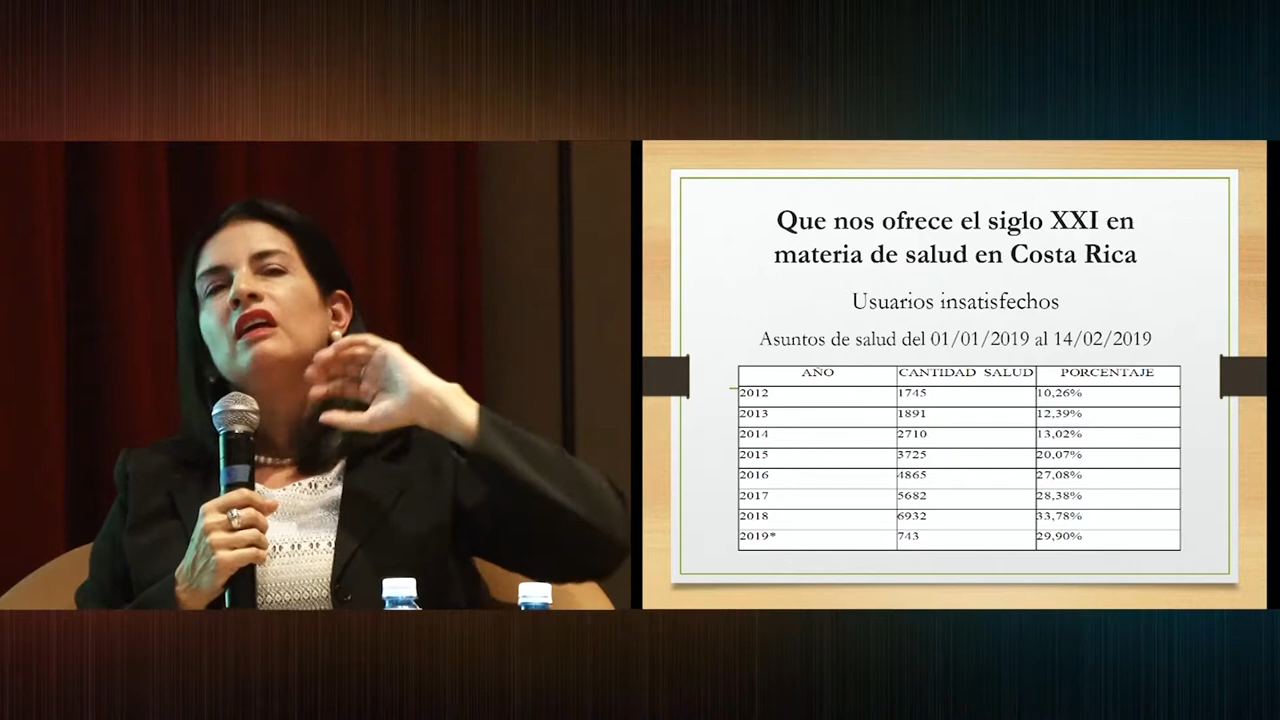 Que nos ofrece el siglo XXI en
materia de salud en Costa Rica
Usuarios insatisfechos
Asuntos de salud del 01/01/2019 al 14/02/2019
AÑO CANTIDAD SALUD PORCENTAJE
2012 1745 10,26%
2013 1891 12,39%
2014 2710 13,02%
2015 3725 20,07%
2016 4865 27,08%
2017 5682 28,38%
2018 6932 33,78%
2019* 743 29,90%